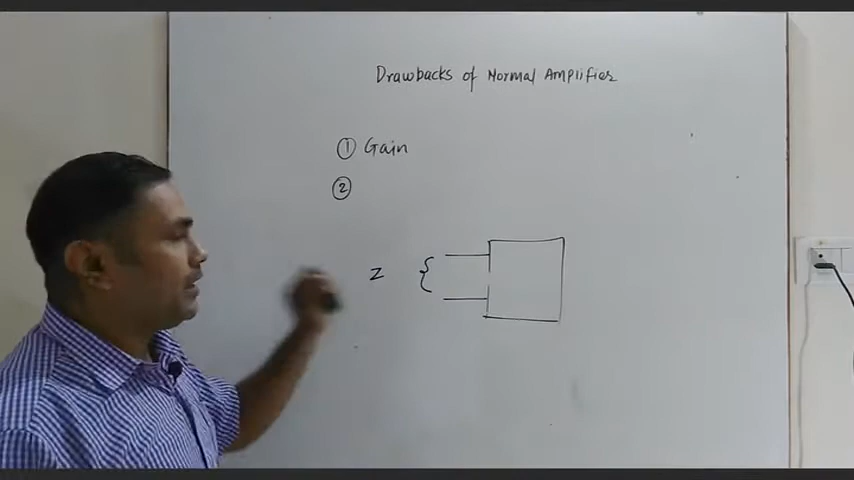 Drawbacks of Normal Amplifier
① Gain
②
Z {